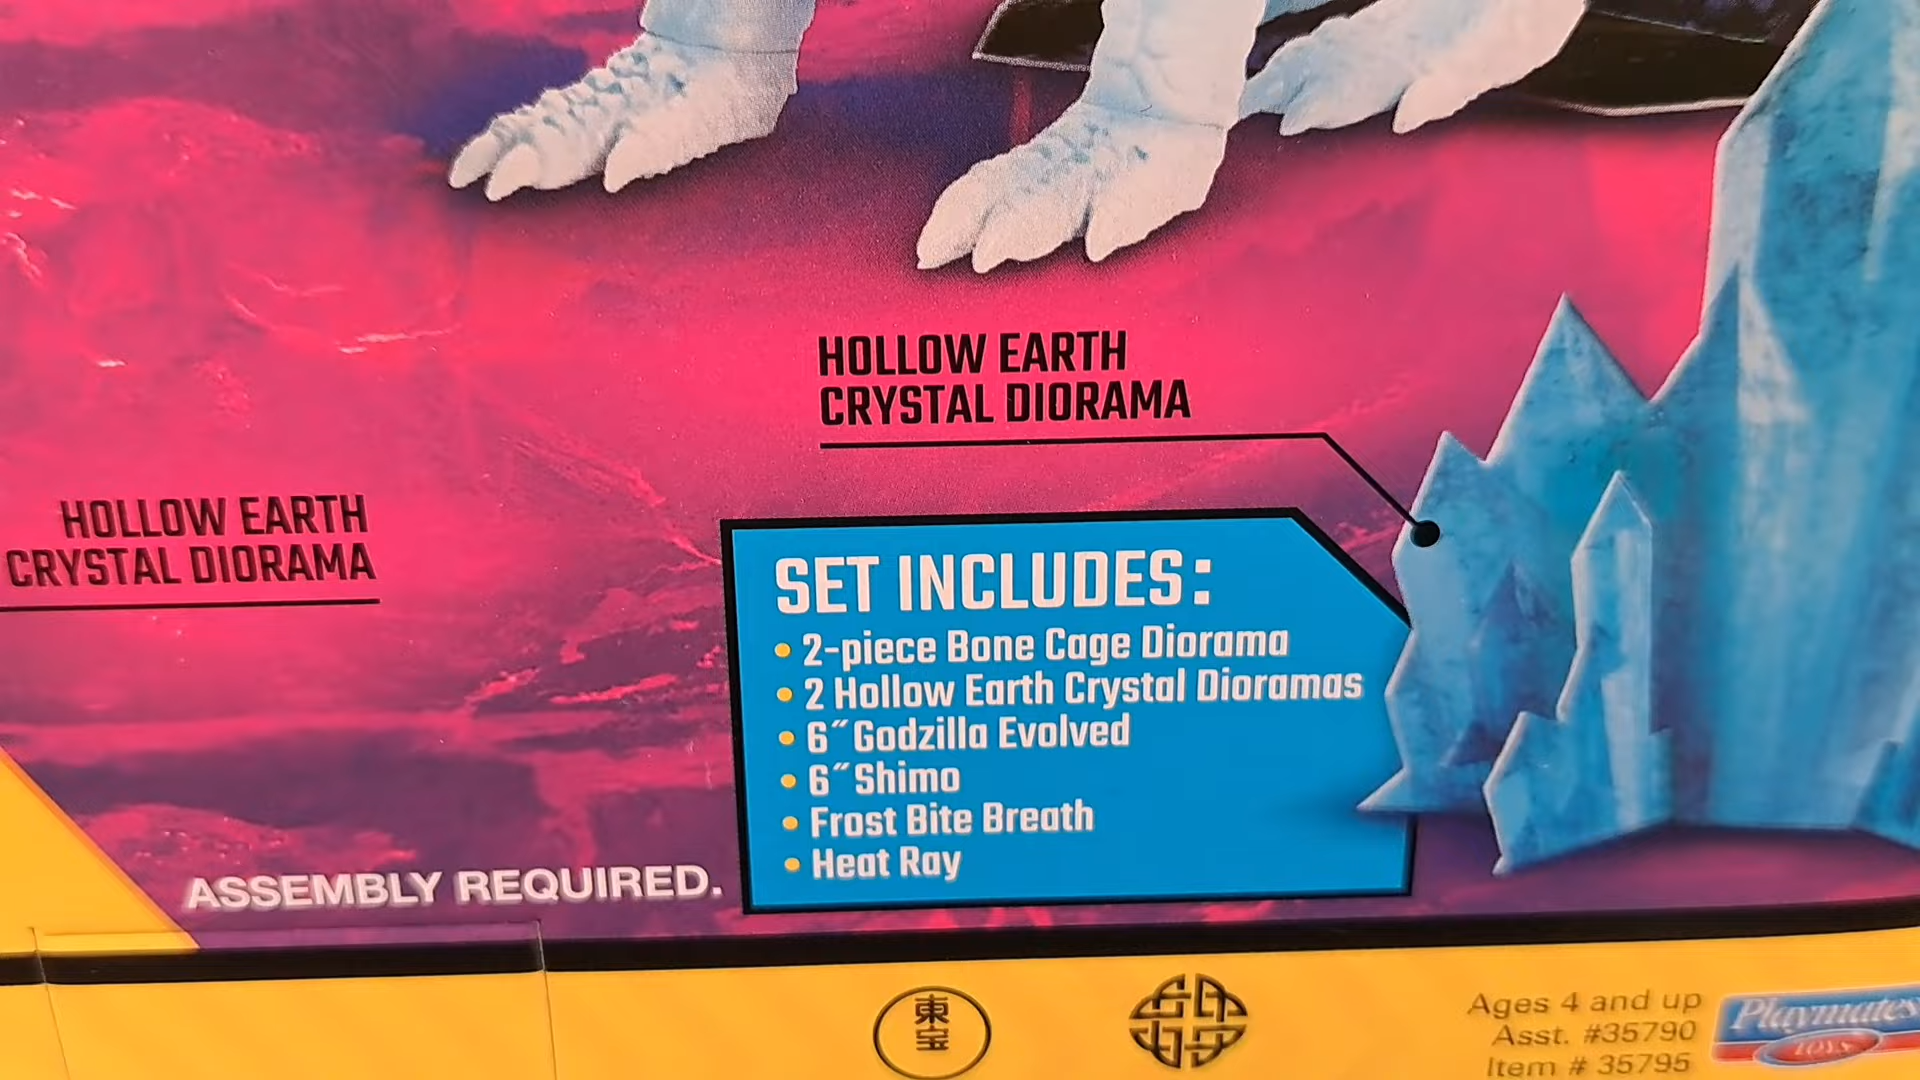 HOLLOW EARTH
CRYSTAL DIORAMA
HOLLOW EARTH
CRYSTAL DIORAMA
SET INCLUDES:
• 2-piece Bone Cage Diorama
• 2 Hollow Earth Crystal Dioramas
• 6″ Godzilla Evolved
• 6″ Shimo
• Frost Bite Breath
• Heat Ray
ASSEMBLY REQUIRED.
東
宝
Ages 4 and up
Asst. #35790
Item # 35795
Playmates
TOYS